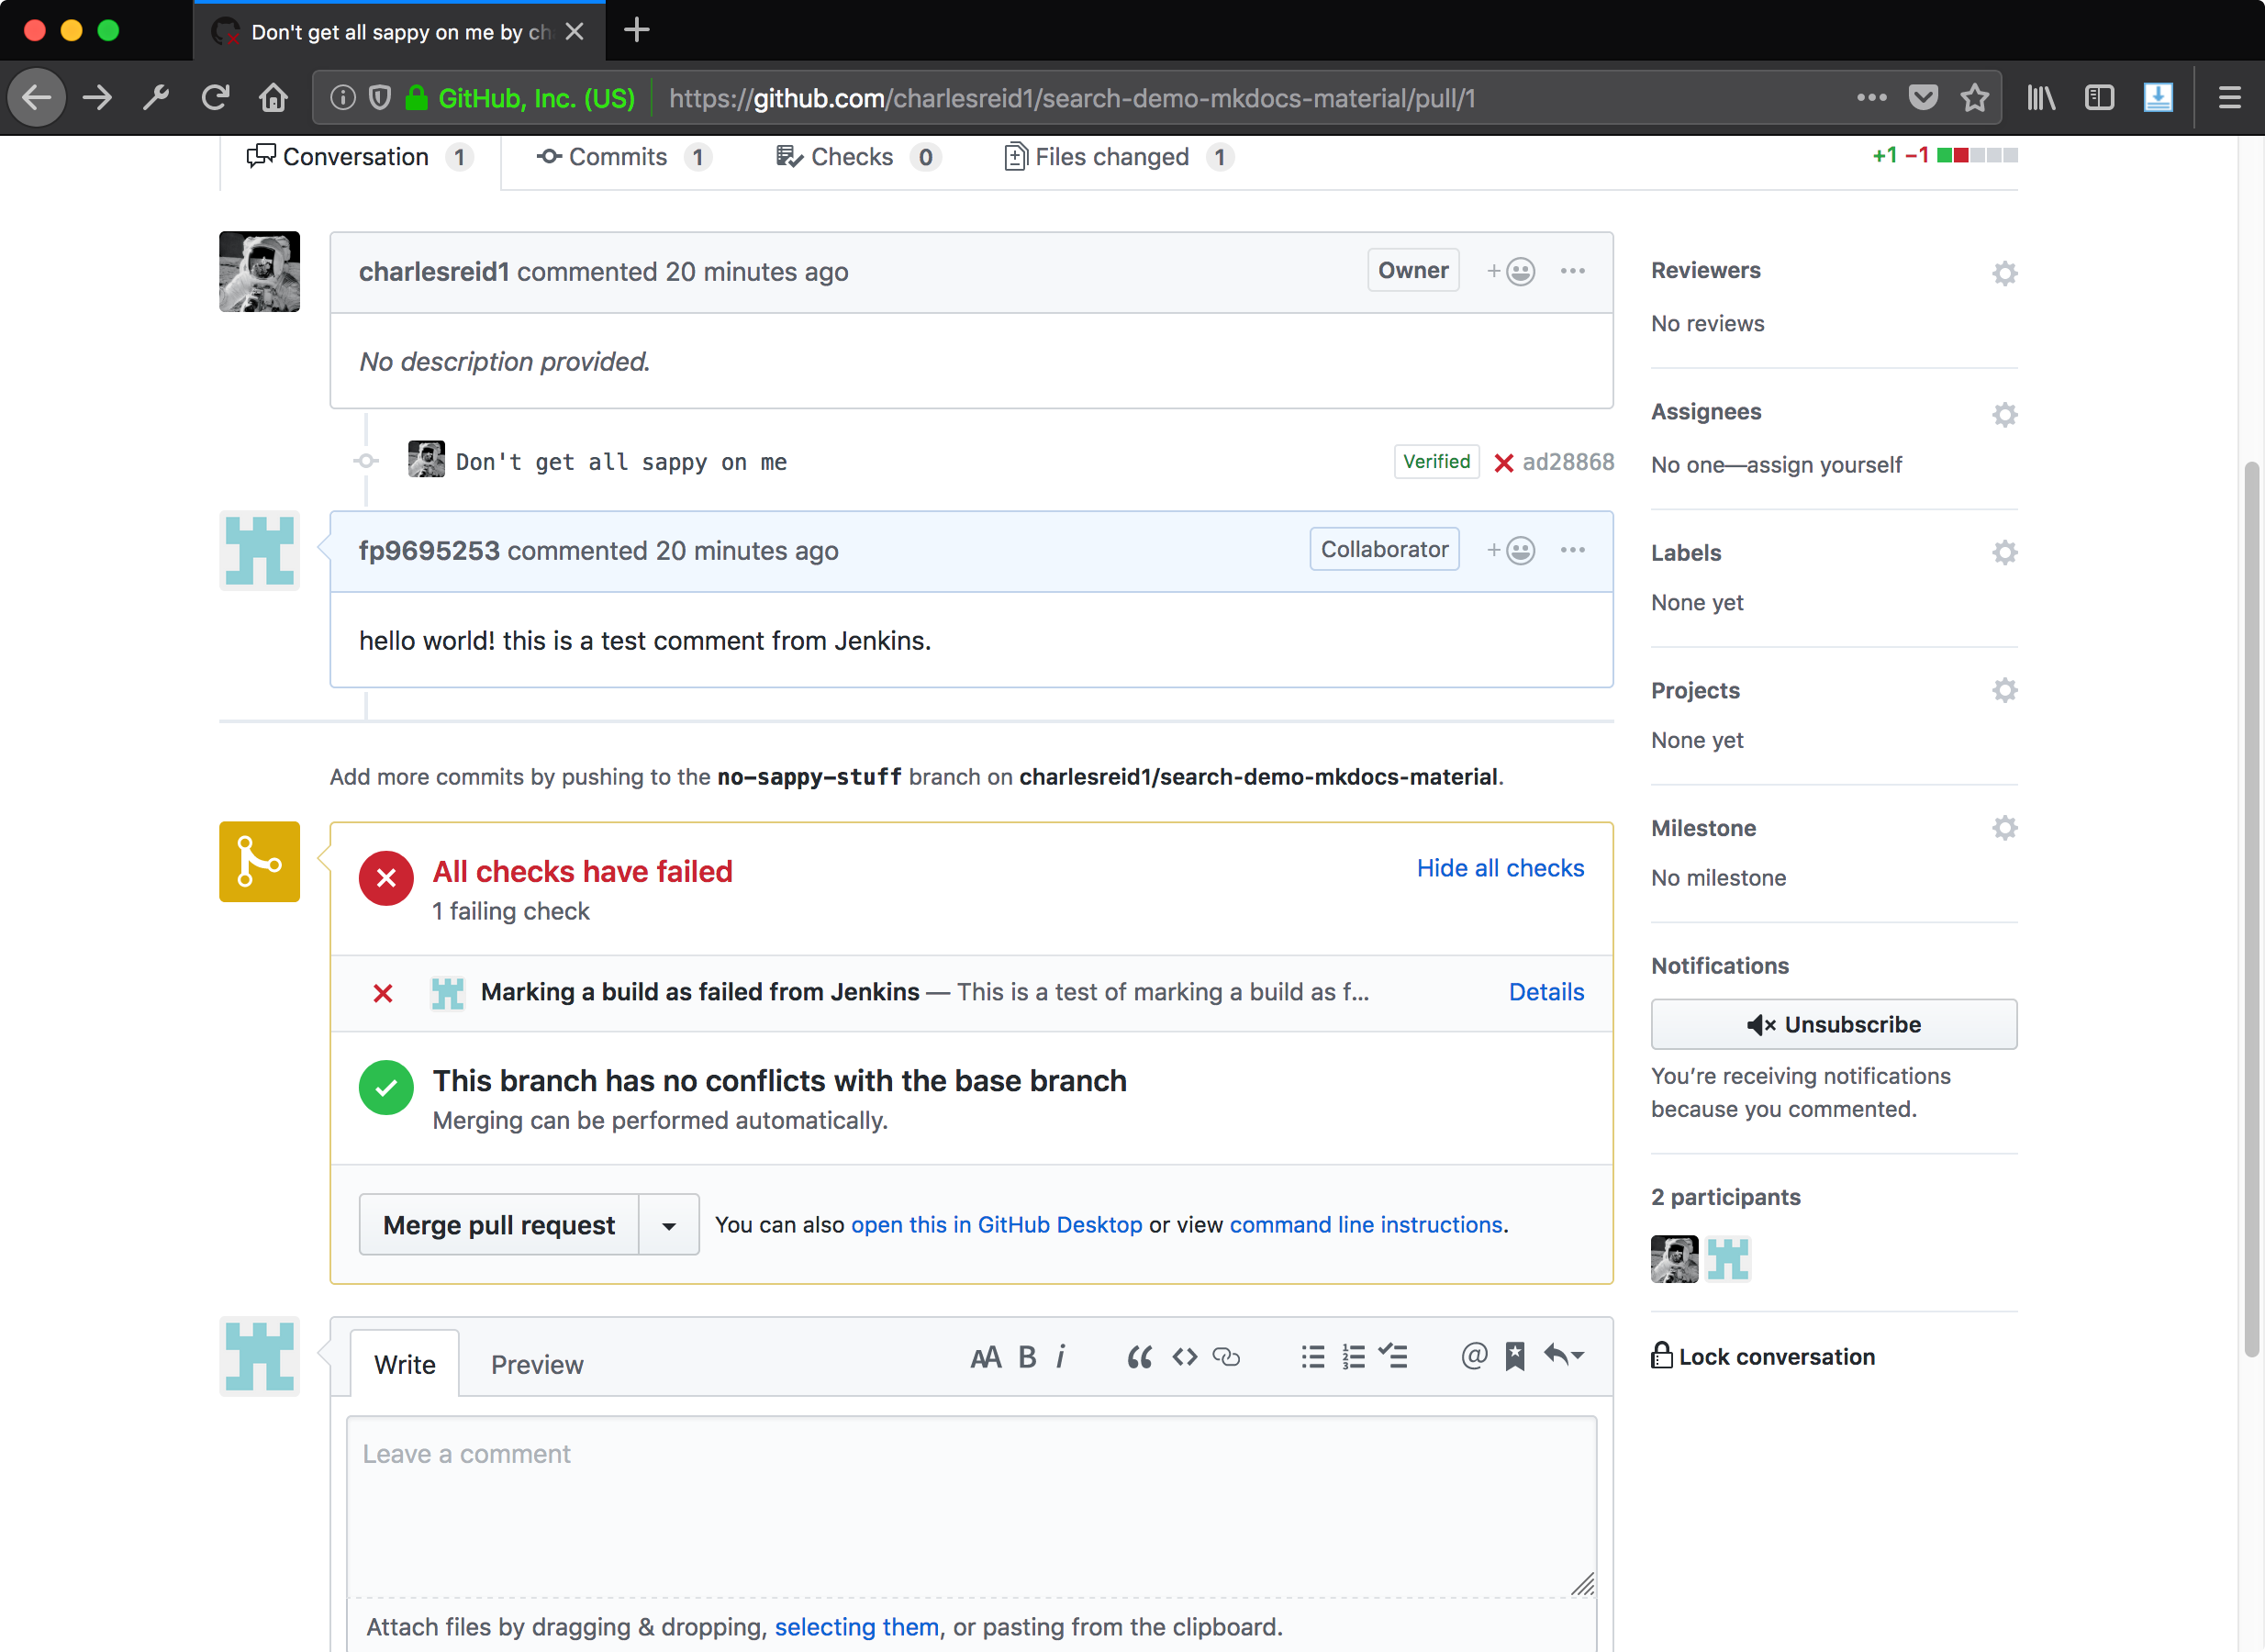 Don't get all sappy on me by ch
GitHub, Inc. (US) https://github.com/charlesreid1/search-demo-mkdocs-material/pull/1
Conversation 1 Commits 1 Checks 0 Files changed 1 +1 −1
charlesreid1 commented 20 minutes ago Owner
No description provided.
Don't get all sappy on me Verified ad28868
fp9695253 commented 20 minutes ago Collaborator
hello world! this is a test comment from Jenkins.
Add more commits by pushing to the no-sappy-stuff branch on charlesreid1/search-demo-mkdocs-material.
All checks have failed Hide all checks
1 failing check
Marking a build as failed from Jenkins — This is a test of marking a build as f... Details
This branch has no conflicts with the base branch
Merging can be performed automatically.
Merge pull request You can also open this in GitHub Desktop or view command line instructions.
Write Preview AA B i
Leave a comment
Attach files by dragging & dropping, selecting them, or pasting from the clipboard.
Reviewers
No reviews
Assignees
No one—assign yourself
Labels
None yet
Projects
None yet
Milestone
No milestone
Notifications
Unsubscribe
You’re receiving notifications
because you commented.
2 participants
Lock conversation